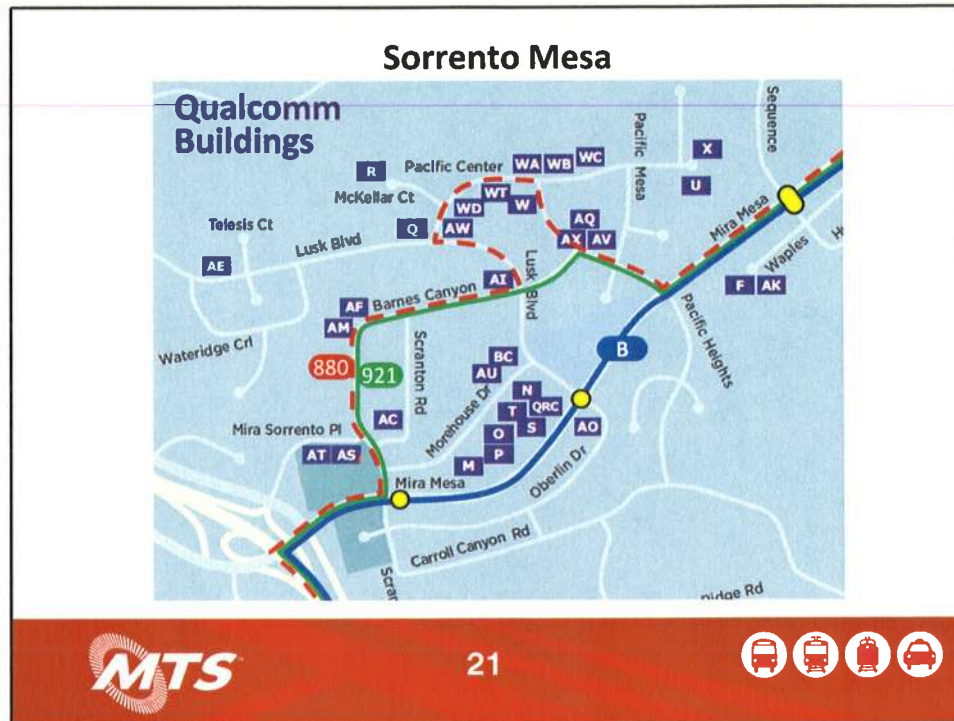 Sorrento Mesa
Qualcomm
Buildings
Sequence
Pacific Mesa
X
WA WB WC
Pacific Center
R
U
McKellar Ct
WT
WD W
Mira Mesa
Telesis Ct
Q AW
AQ
AX AV
Lusk Blvd
AE
Waples
AI
Lusk Blvd
F AK
Barnes Canyon
AF
AM
Pacific Heights
Wateridge Crl
Scranton Rd
B
880 921
BC
AU
N
Morehouse Dr
T QRC
AC
S
AO
Mira Sorrento Pl
O
AT AS
P
M
Oberlin Dr
Mira Mesa
Carroll Canyon Rd
MTS
21